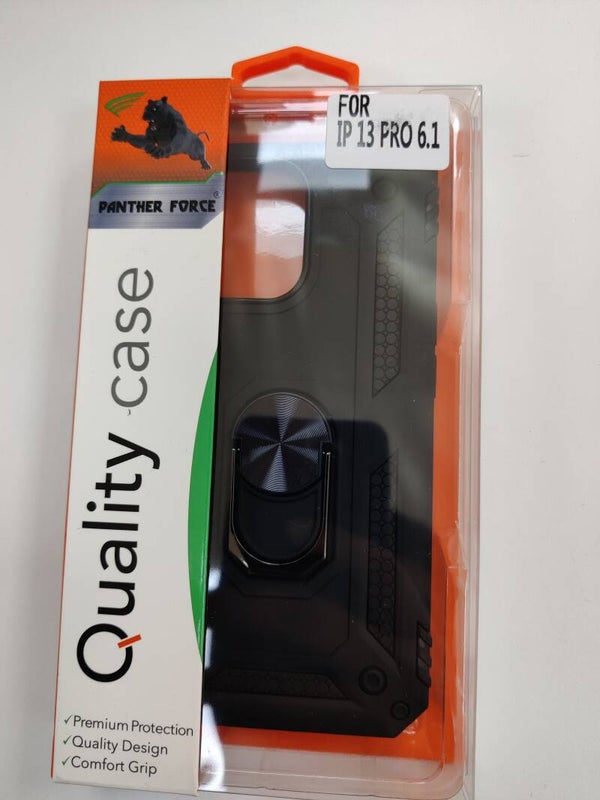 FOR
IP 13 PRO 6.1
PANTHER FORCE®
Quality case
✓Premium Protection
✓Quality Design
✓Comfort Grip